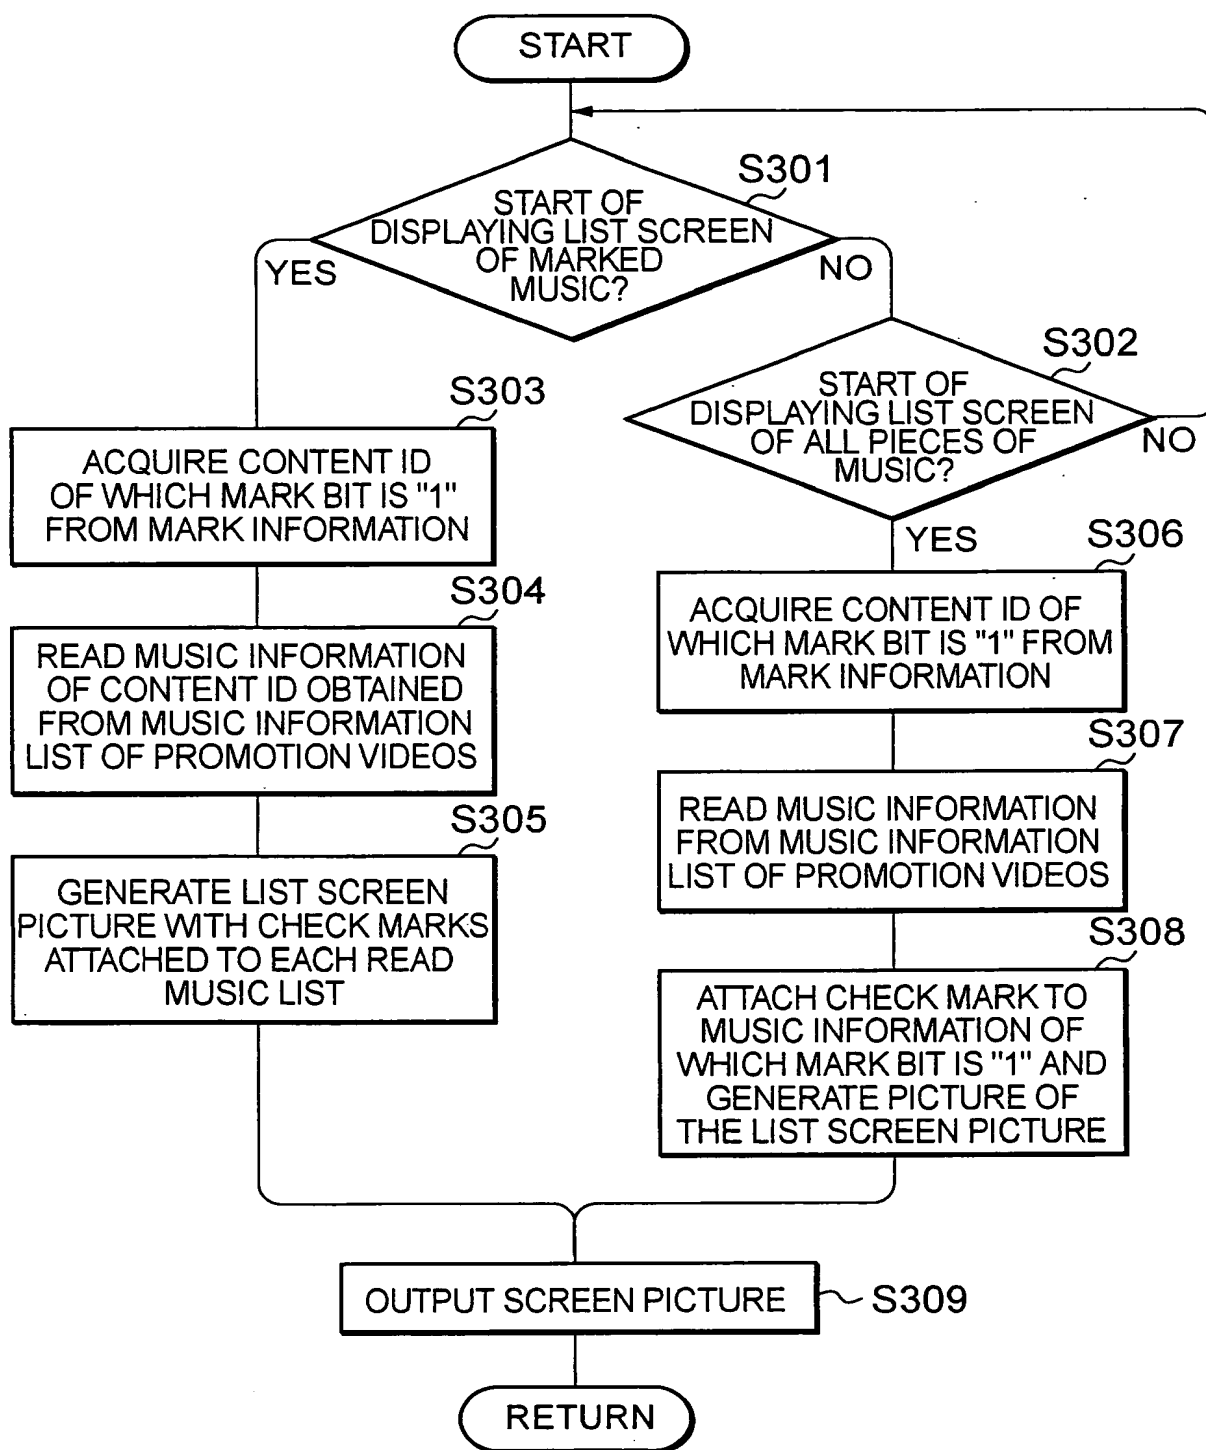 START
S301
START OF
DISPLAYING LIST SCREEN
OF MARKED
MUSIC?
YES
NO
S302
START OF
DISPLAYING LIST SCREEN
OF ALL PIECES OF
MUSIC?
NO
YES
S303
ACQUIRE CONTENT ID
OF WHICH MARK BIT IS "1"
FROM MARK INFORMATION
S304
READ MUSIC INFORMATION
OF CONTENT ID OBTAINED
FROM MUSIC INFORMATION
LIST OF PROMOTION VIDEOS
S305
GENERATE LIST SCREEN
PICTURE WITH CHECK MARKS
ATTACHED TO EACH READ
MUSIC LIST
S306
ACQUIRE CONTENT ID OF
WHICH MARK BIT IS "1" FROM
MARK INFORMATION
S307
READ MUSIC INFORMATION
FROM MUSIC INFORMATION
LIST OF PROMOTION VIDEOS
S308
ATTACH CHECK MARK TO
MUSIC INFORMATION OF
WHICH MARK BIT IS "1" AND
GENERATE PICTURE OF
THE LIST SCREEN PICTURE
OUTPUT SCREEN PICTURE
S309
RETURN